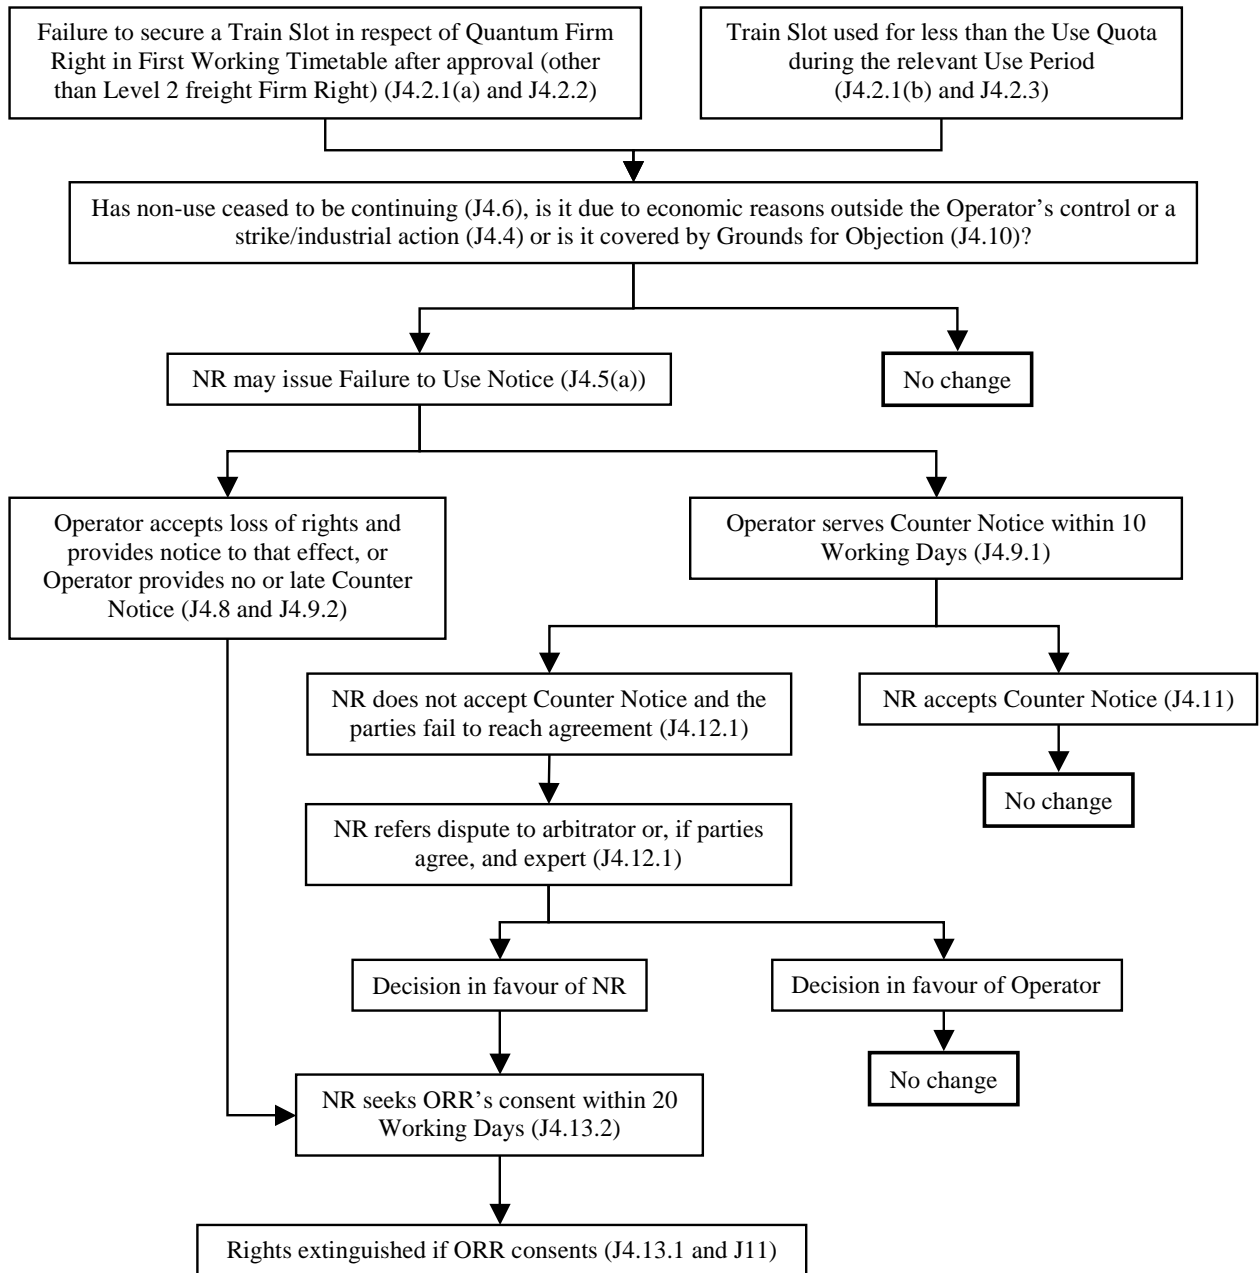 Failure to secure a Train Slot in respect of Quantum Firm
Right in First Working Timetable after approval (other
than Level 2 freight Firm Right) (J4.2.1(a) and J4.2.2)
Train Slot used for less than the Use Quota
during the relevant Use Period
(J4.2.1(b) and J4.2.3)
Has non-use ceased to be continuing (J4.6), is it due to economic reasons outside the Operator’s control or a
strike/industrial action (J4.4) or is it covered by Grounds for Objection (J4.10)?
NR may issue Failure to Use Notice (J4.5(a))
No change
Operator accepts loss of rights and
provides notice to that effect, or
Operator provides no or late Counter
Notice (J4.8 and J4.9.2)
Operator serves Counter Notice within 10
Working Days (J4.9.1)
NR does not accept Counter Notice and the
parties fail to reach agreement (J4.12.1)
NR accepts Counter Notice (J4.11)
No change
NR refers dispute to arbitrator or, if parties
agree, and expert (J4.12.1)
Decision in favour of NR
Decision in favour of Operator
No change
NR seeks ORR’s consent within 20
Working Days (J4.13.2)
Rights extinguished if ORR consents (J4.13.1 and J11)